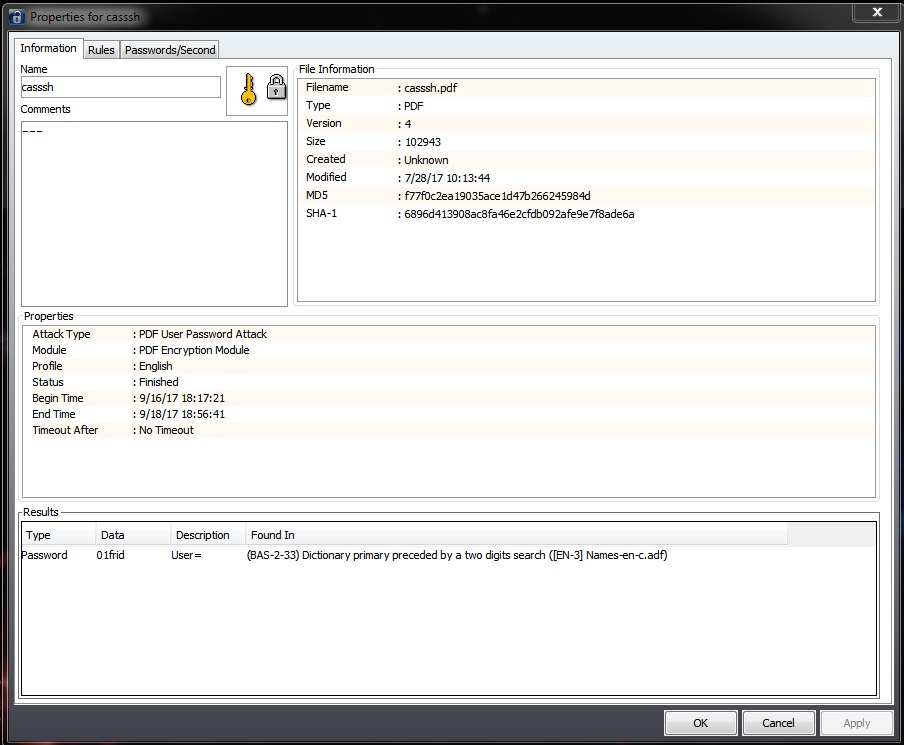 Properties for casssh
X
Information Rules Passwords/Second
Name
casssh
Comments
---
File Information
Filename : casssh.pdf
Type : PDF
Version : 4
Size : 102943
Created : Unknown
Modified : 7/28/17 10:13:44
MD5 : f77f0c2ea19035ace1d47b266245984d
SHA-1 : 6896d413908ac8fa46e2cfdb092afe9e7f8ade6a
Properties
Attack Type : PDF User Password Attack
Module : PDF Encryption Module
Profile : English
Status : Finished
Begin Time : 9/16/17 18:17:21
End Time : 9/18/17 18:56:41
Timeout After : No Timeout
Results
Type Data Description Found In
Password 01frid User= (BAS-2-33) Dictionary primary preceded by a two digits search ([EN-3] Names-en-c.adf)
OK Cancel Apply